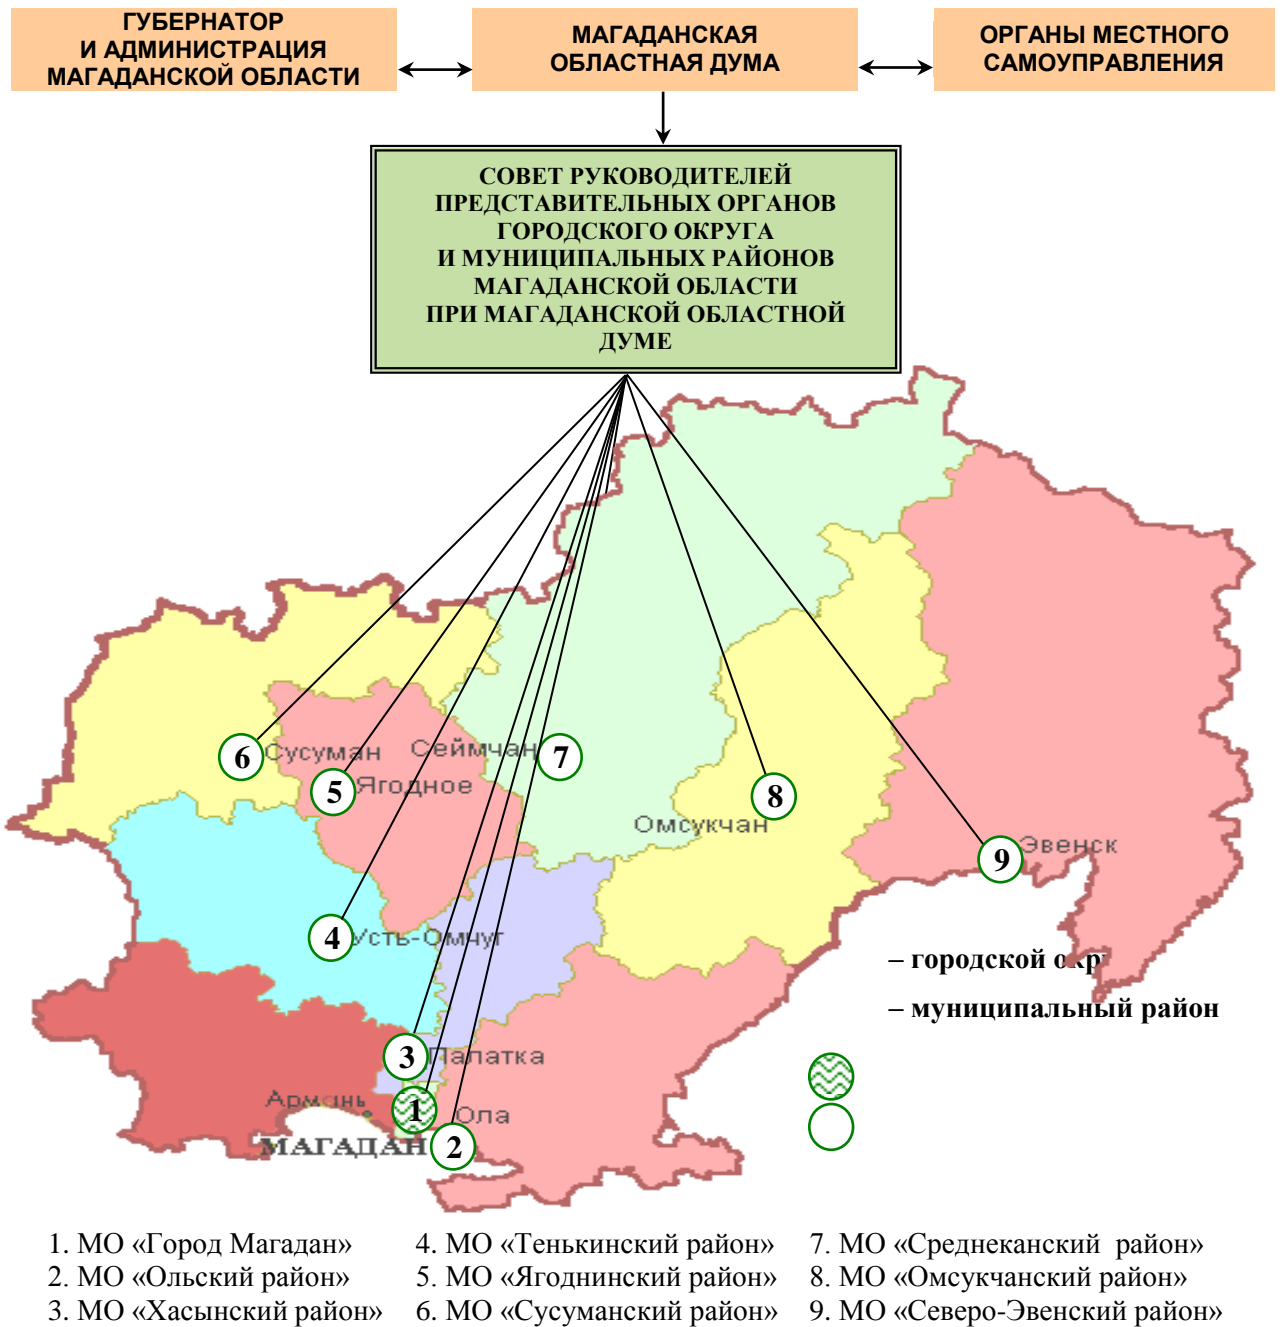 ГУБЕРНАТОР
И АДМИНИСТРАЦИЯ
МАГАДАНСКОЙ ОБЛАСТИ
МАГАДАНСКАЯ
ОБЛАСТНАЯ ДУМА
ОРГАНЫ МЕСТНОГО
САМОУПРАВЛЕНИЯ
СОВЕТ РУКОВОДИТЕЛЕЙ
ПРЕДСТАВИТЕЛЬНЫХ ОРГАНОВ
ГОРОДСКОГО ОКРУГА
И МУНИЦИПАЛЬНЫХ РАЙОНОВ
МАГАДАНСКОЙ ОБЛАСТИ
ПРИ МАГАДАНСКОЙ ОБЛАСТНОЙ
ДУМЕ
6 Сусуман
Сеймчан 7
5 Ягодное
8
Омсукчан
9 Эвенск
4 Усть-Омчуг
– городской
– муниципальный район
3 Палатка
Армань
1
Ола
МАГАДАН 2
1. МО «Город Магадан»
2. МО «Ольский район»
3. МО «Хасынский район»
4. МО «Тенькинский район»
5. МО «Ягоднинский район»
6. МО «Сусуманский район»
7. МО «Среднеканский район»
8. МО «Омсукчанский район»
9. МО «Северо-Эвенский район»